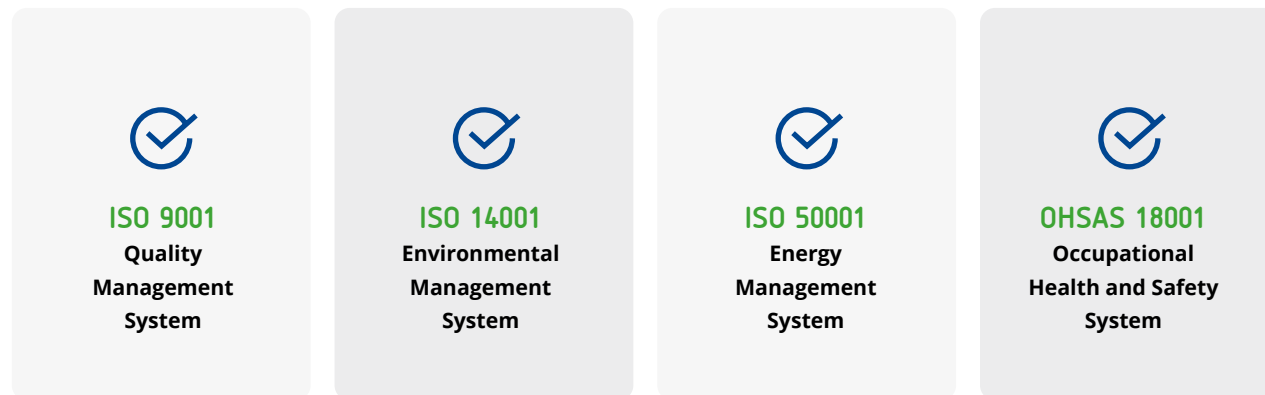 ISO 9001
Quality
Management
System
ISO 14001
Environmental
Management
System
ISO 50001
Energy
Management
System
OHSAS 18001
Occupational
Health and Safety
System